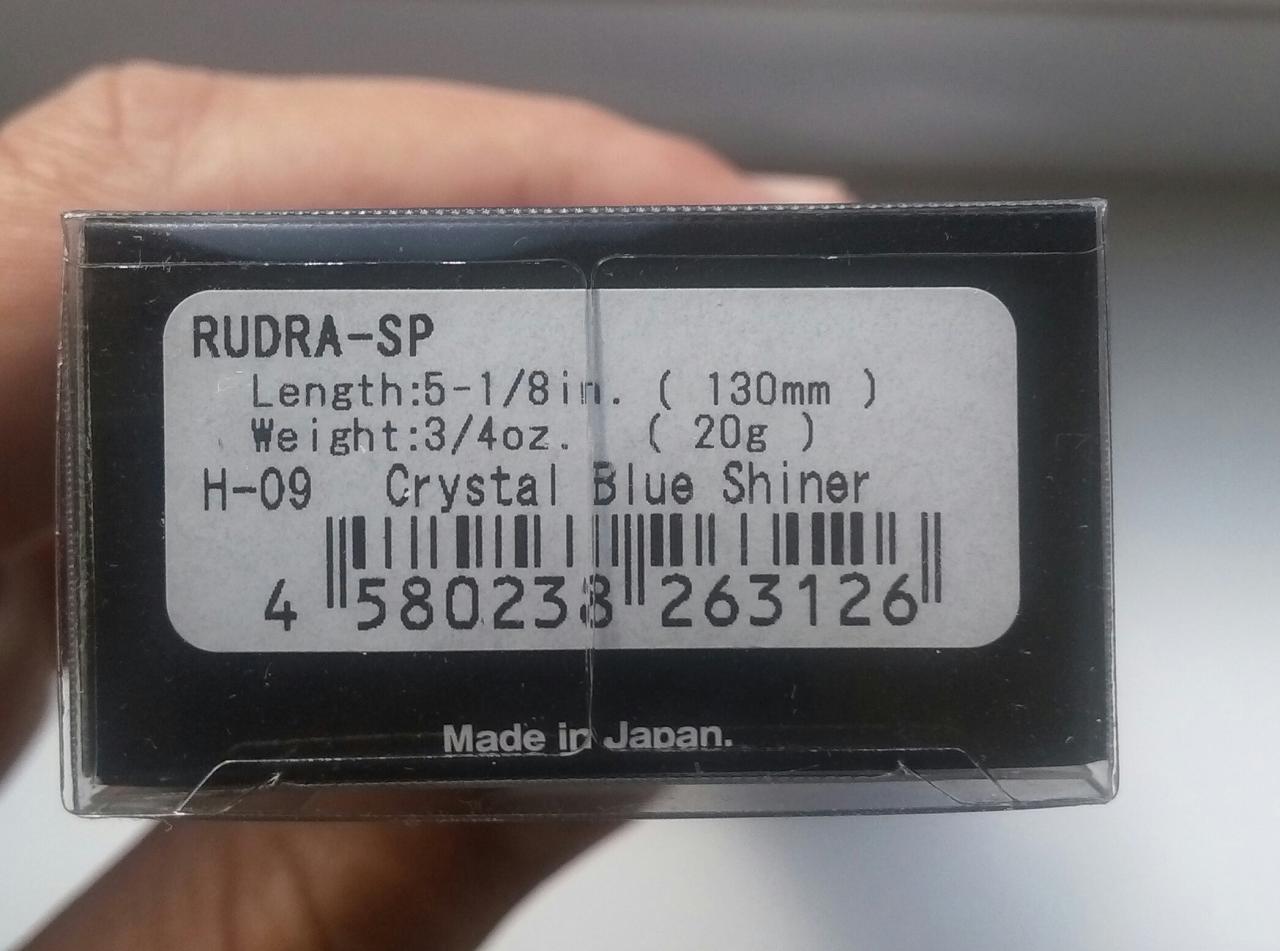 RUDRA-SP
Length:5-1/8in. ( 130mm )
Weight:3/4oz. ( 20g )
H-09 Crystal Blue Shiner
4 580238 263126
Made in Japan.